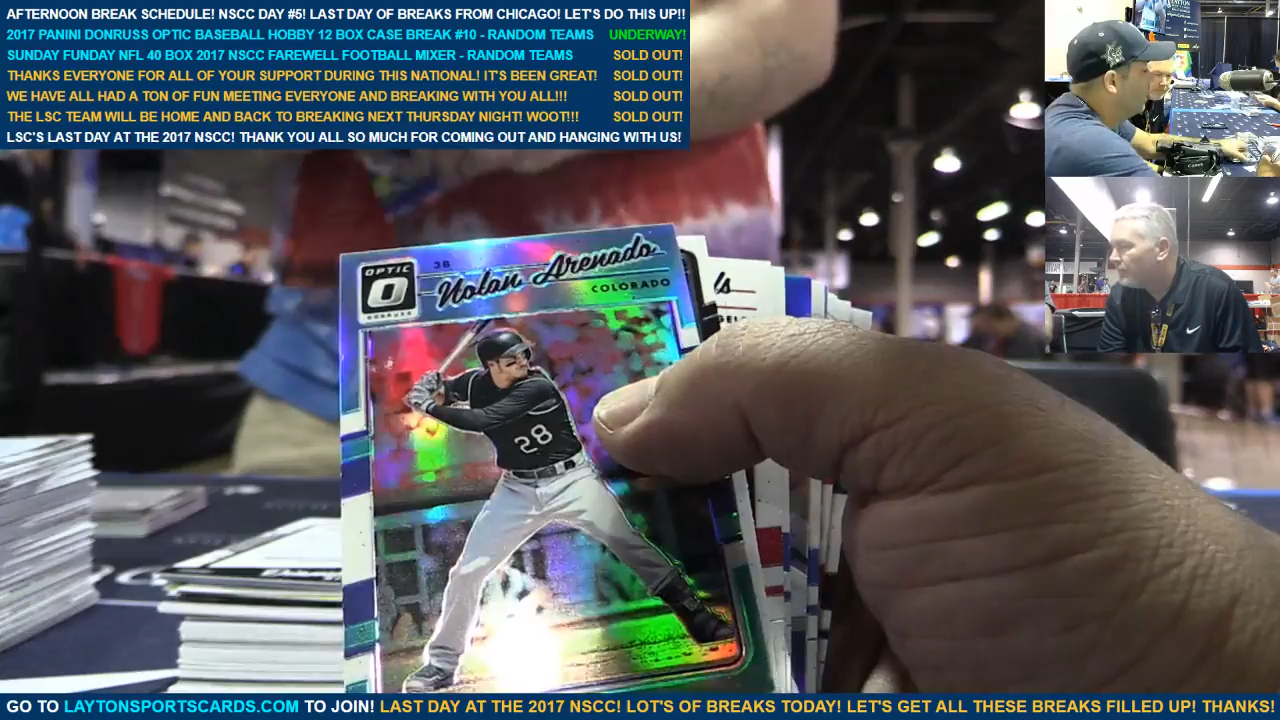 AFTERNOON BREAK SCHEDULE! NSCC DAY #5! LAST DAY OF BREAKS FROM CHICAGO! LET'S DO THIS UP!!
2017 PANINI DONRUSS OPTIC BASEBALL HOBBY 12 BOX CASE BREAK #10 - RANDOM TEAMS UNDERWAY!
SUNDAY FUNDAY NFL 40 BOX 2017 NSCC FAREWELL FOOTBALL MIXER - RANDOM TEAMS SOLD OUT!
THANKS EVERYONE FOR ALL OF YOUR SUPPORT DURING THIS NATIONAL! IT'S BEEN GREAT! SOLD OUT!
WE HAVE ALL HAD A TON OF FUN MEETING EVERYONE AND BREAKING WITH YOU ALL!!! SOLD OUT!
THE LSC TEAM WILL BE HOME AND BACK TO BREAKING NEXT THURSDAY NIGHT! WOOT!!! SOLD OUT!
LSC'S LAST DAY AT THE 2017 NSCC! THANK YOU ALL SO MUCH FOR COMING OUT AND HANGING WITH US!
OPTIC
O
DONRUSS
3B
Nolan Arenado
COLORADO
ls
28
GO TO LAYTONSPORTSCARDS.COM TO JOIN! LAST DAY AT THE 2017 NSCC! LOT'S OF BREAKS TODAY! LET'S GET ALL THESE BREAKS FILLED UP! THANKS!